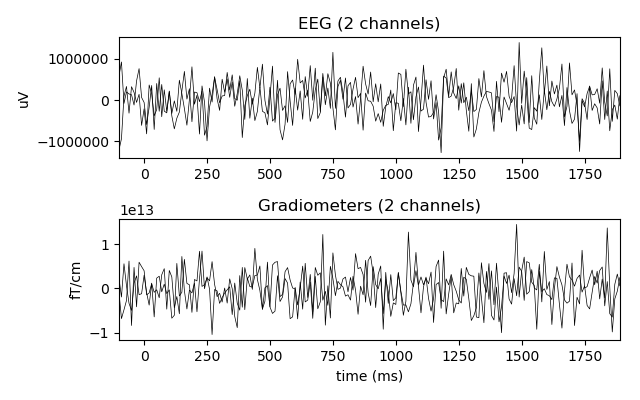 EEG (2 channels)
uV
1000000
0
−1000000
0 250 500 750 1000 1250 1500 1750
1e13
Gradiometers (2 channels)
fT/cm
1
0
−1
0 250 500 750 1000 1250 1500 1750
time (ms)